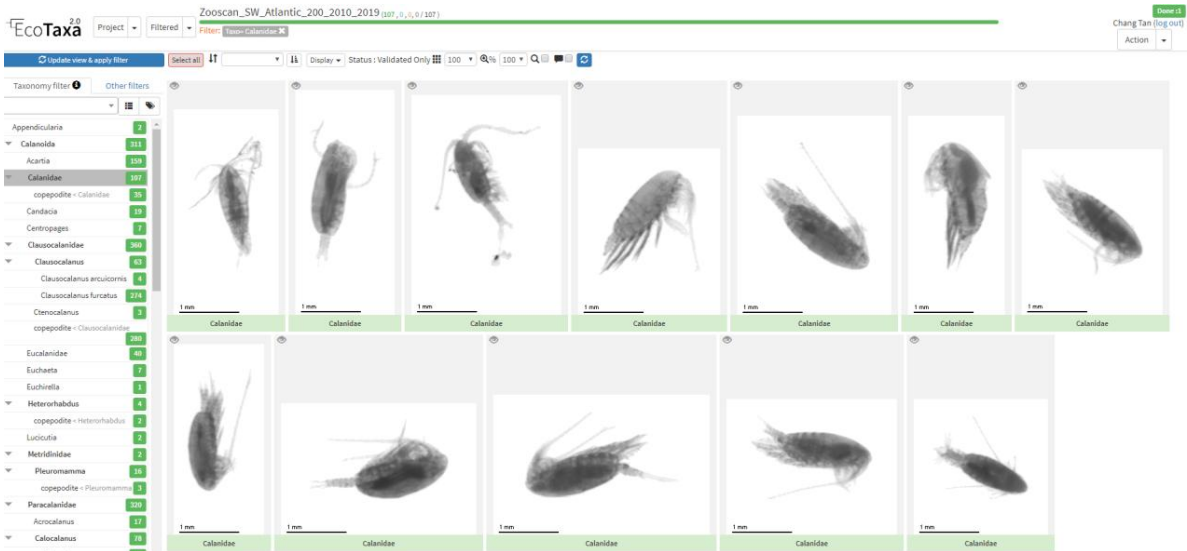 Zooscan_SW_Atlantic_200_2010_2019 (107, 0, 0, 0 / 107)
Done :1
EcoTaxa 2.0
Project
Filtered
Filter: Taxo= Calanidae
Chang Tan (log out)
Action
Update view & apply filter
Select all
Display
Status : Validated Only
100
%
100
Taxonomy filter
Other filters
Appendicularia 2
Calanoida 311
Acartia 159
Calanidae 107
copepodite < Calanidae 35
Candacia 19
Centropages 7
Clausocalanidae 360
Clausocalanus 63
Clausocalanus arcuicornis 4
Clausocalanus furcatus 274
Ctenocalanus 3
copepodite < Clausocalanidae
280
Eucalanidae 40
Euchaeta 7
Euchirella 1
Heterorhabdus 4
copepodite < Heterorhabdus 2
Lucicutia 2
Metridinidae 2
Pleuromamma 16
copepodite < Pleuromamma 3
Paracalanidae 320
Acrocalanus 17
Calocalanus 78
1 mm 1 mm 1 mm 1 mm 1 mm 1 mm 1 mm
Calanidae Calanidae Calanidae Calanidae Calanidae Calanidae Calanidae
1 mm 1 mm 1 mm 1 mm 1 mm
Calanidae Calanidae Calanidae Calanidae Calanidae